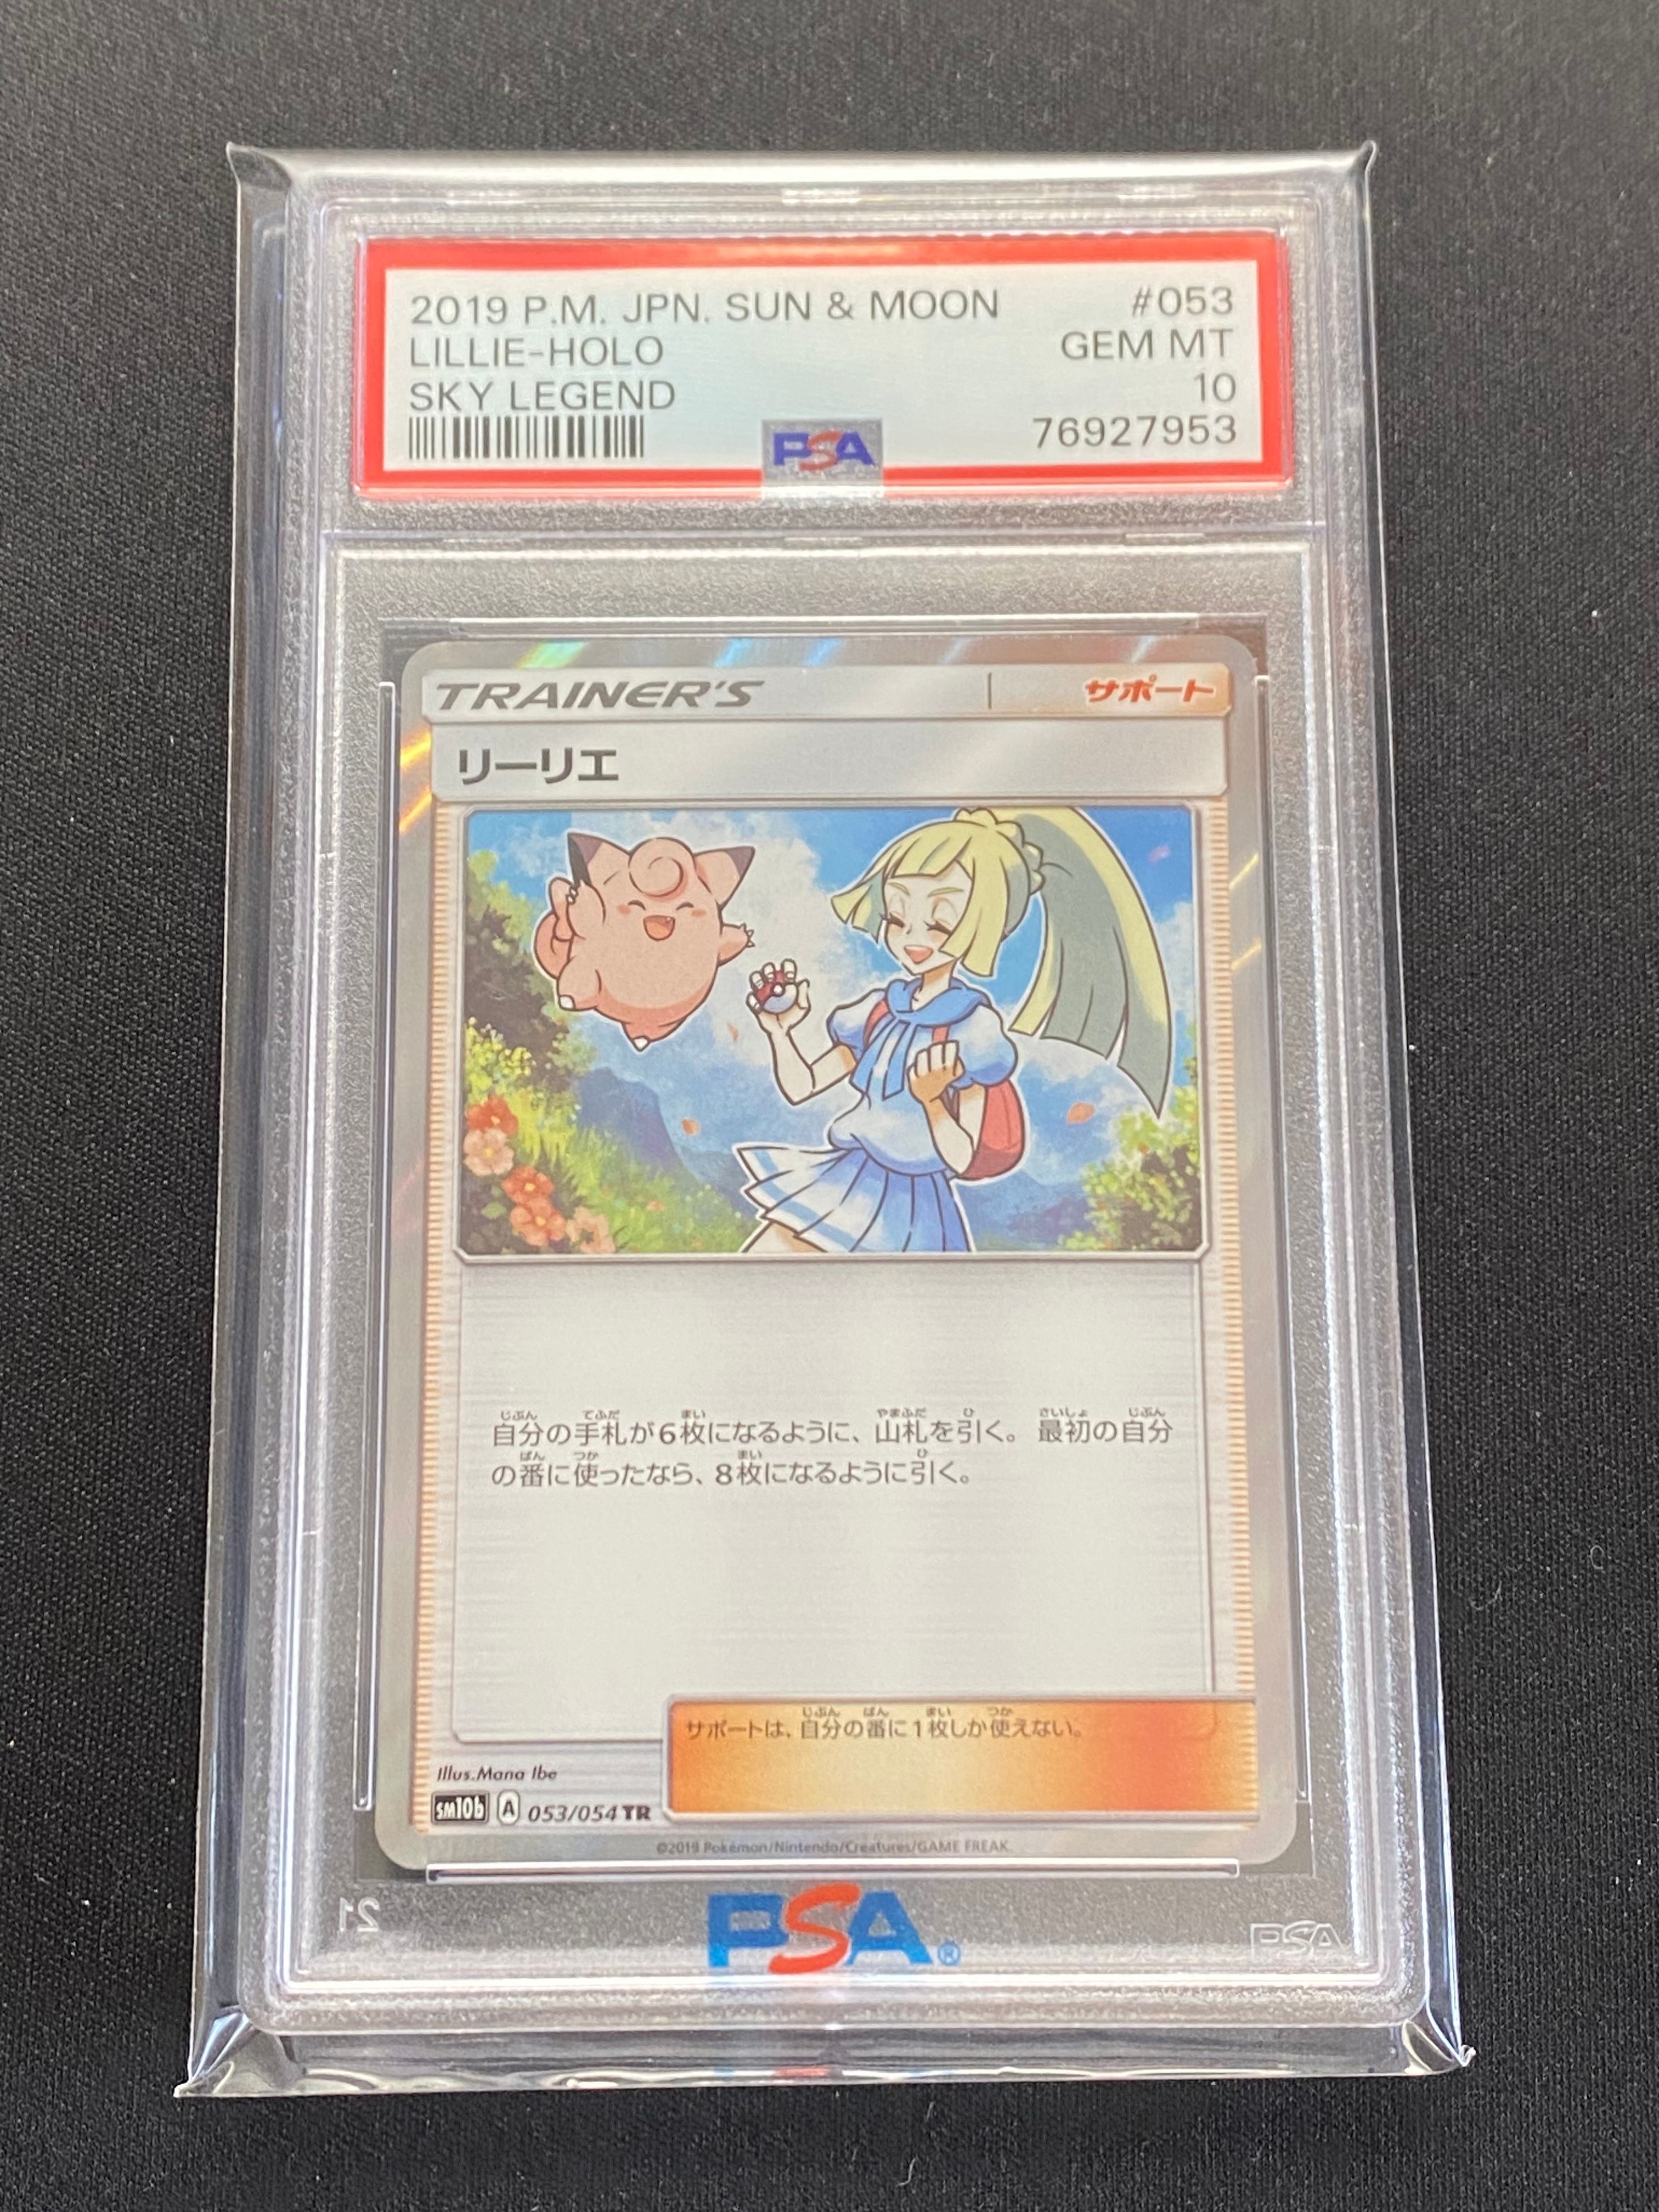 2019 P.M. JPN. SUN & MOON #053
LILLIE-HOLO GEM MT
SKY LEGEND 10
76927953
PSA
TRAINER'S サポート
リーリエ
自分の手札が6枚になるように、山札を引く。最初の自分
の番に使ったなら、8枚になるように引く。
サポートは、自分の番に1枚しか使えない。
Illus.Mana Ibe
sm10b A 053/054 TR
©2019 Pokémon/Nintendo/Creatures/GAME FREAK.
PSA®
21
PSA